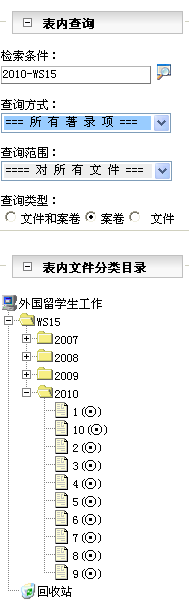 表内查询
检索条件：
2010-WS15
查询方式：
=== 所 有 著 录 项 ===
查询范围：
==== 对 所 有 文 件 ===
查询类型：
文件和案卷 案卷 文件
表内文件分类目录
外国留学生工作
WS15
2007
2008
2009
2010
1(⊙)
10(⊙)
2(⊙)
3(⊙)
4(⊙)
5(⊙)
6(⊙)
7(⊙)
8(⊙)
9(⊙)
回收站